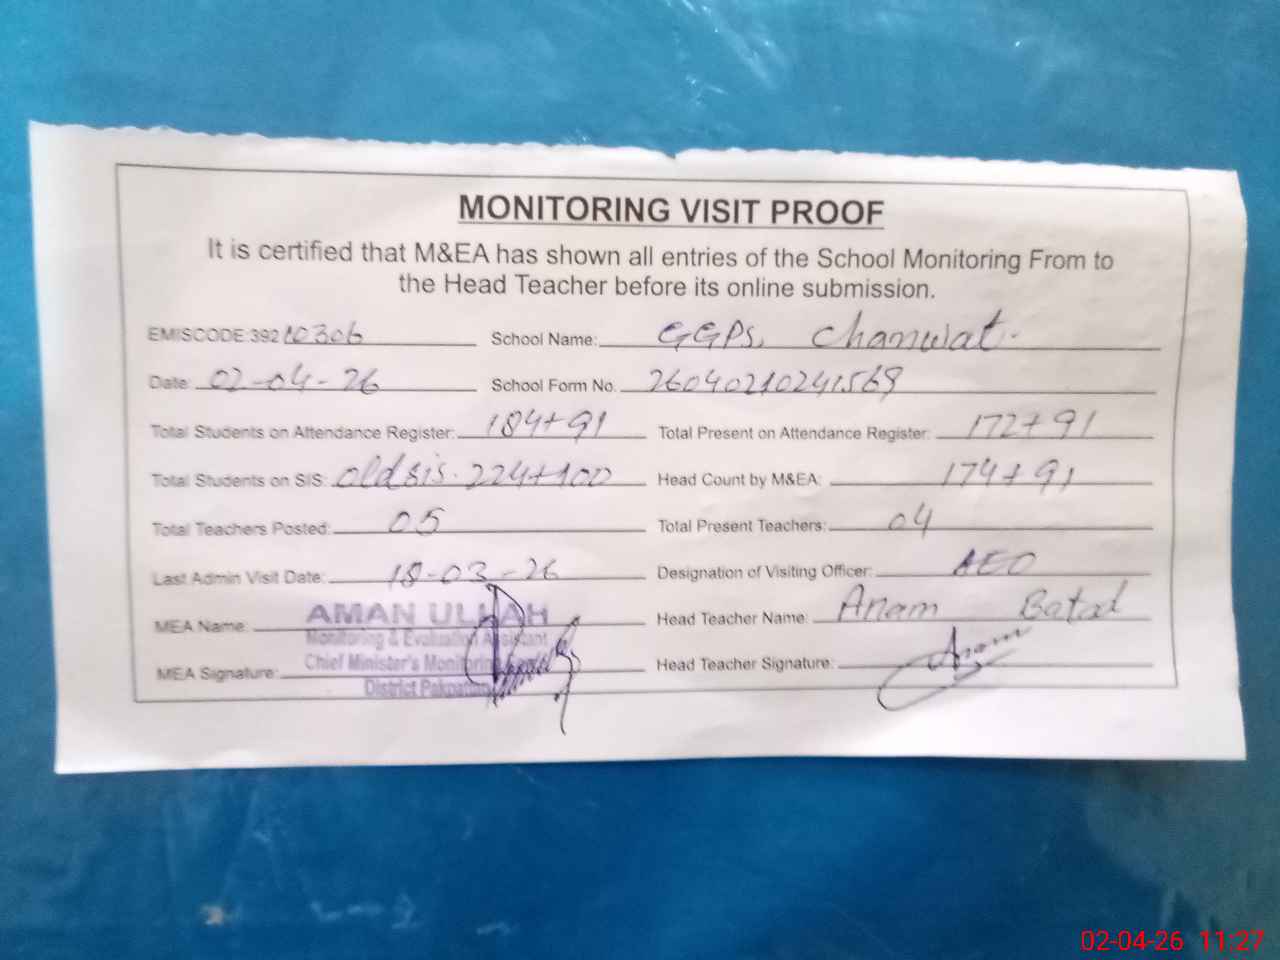 MONITORING VISIT PROOF
It is certified that M&EA has shown all entries of the School Monitoring From to
the Head Teacher before its online submission.
EMISCODE:392 10306 School Name: GGPS, Chanwat.
Date: 02-04-26 School Form No. 26040210241569
Total Students on Attendance Register: 184+91 Total Present on Attendance Register: 172+91
Total Students on SIS: old sis. 224+100 Head Count by M&EA: 174+91
Total Teachers Posted: 05 Total Present Teachers: 04
Last Admin Visit Date: 18-03-26 Designation of Visiting Officer: AEO
MEA Name: AMAN ULLAH Head Teacher Name: Anam
Monitoring & Evaluation Assistant
MEA Signature: Chief Minister's Monitoring Head Teacher Signature: Anam
District Pakpattan
02-04-26 11:27